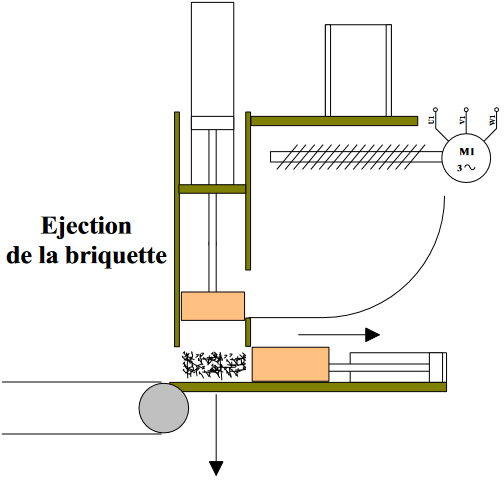 U1 V1 W1
M1
3
Ejection
de la briquette